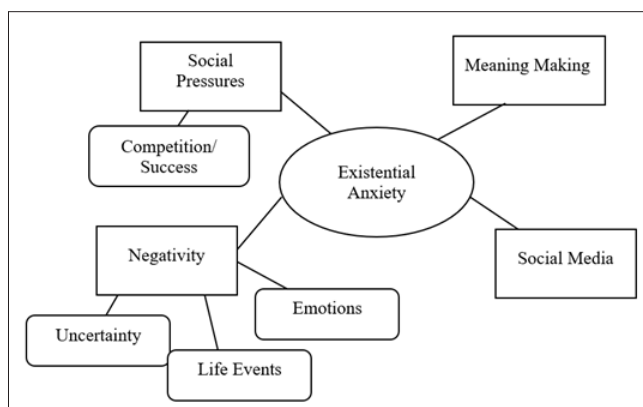 Social
Pressures
Meaning Making
Competition/
Success
Existential
Anxiety
Negativity
Social Media
Emotions
Uncertainty
Life Events